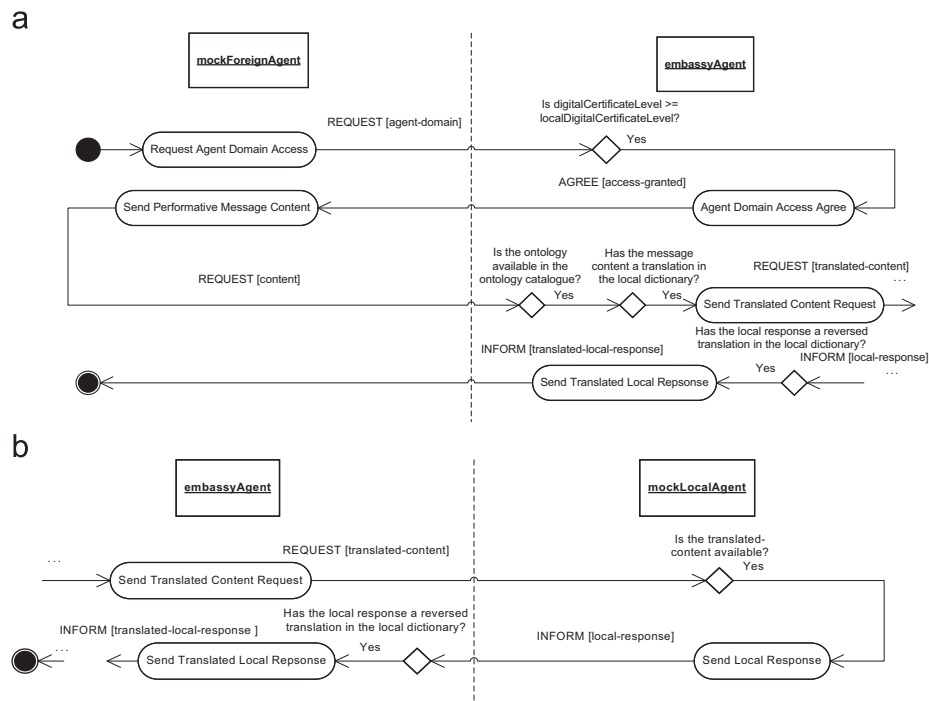 a
mockForeignAgent
embassyAgent
Is digitalCertificateLevel >=
localDigitalCertificateLevel?
REQUEST [agent-domain]
Yes
Request Agent Domain Access
AGREE [access-granted]
Send Performative Message Content
Agent Domain Access Agree
Is the ontology
available in the
ontology catalogue?
Has the message
content a translation in
the local dictionary?
REQUEST [translated-content]
...
REQUEST [content]
Yes
Yes
Send Translated Content Request
Has the local response a reversed
translation in the local dictionary?
INFORM [translated-local-response]
INFORM [local-response]
...
Yes
Send Translated Local Repsonse
b
embassyAgent
mockLocalAgent
Is the translated-
content available?
REQUEST [translated-content]
...
Yes
Send Translated Content Request
Has the local response a reversed
translation in the local dictionary?
INFORM [translated-local-response ]
...
Yes
INFORM [local-response]
Send Translated Local Repsonse
Send Local Response